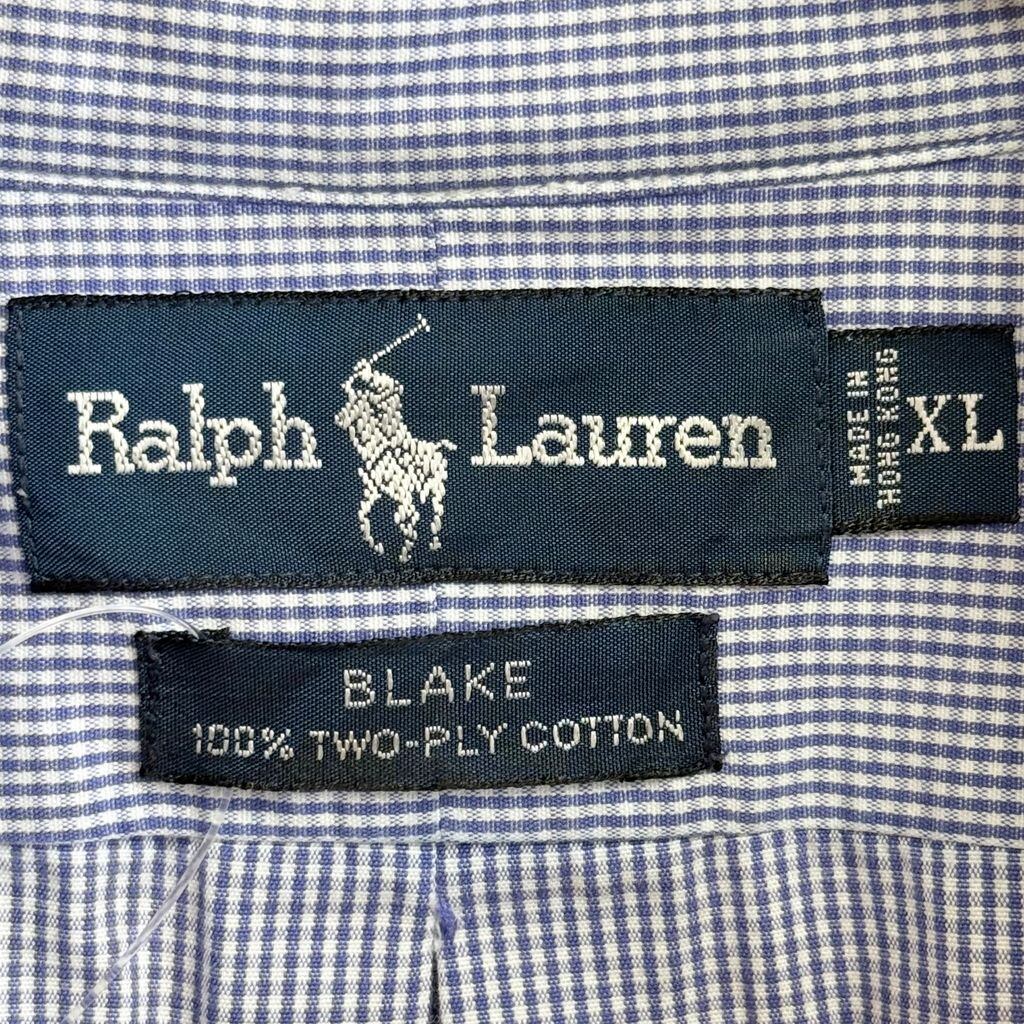 Ralph Lauren
MADE IN
HONG KONG
XL
BLAKE
100% TWO-PLY COTTON